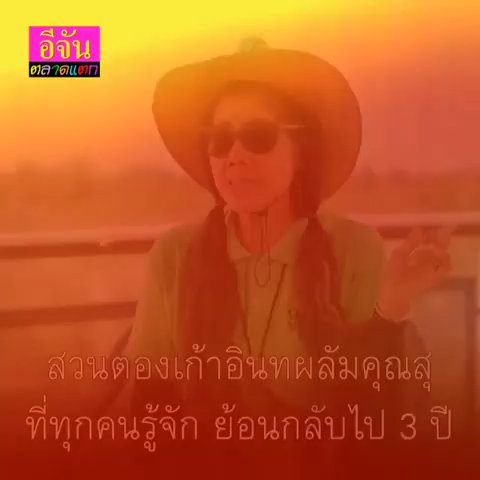 อีจัน
ตลาดแตก
สวนตองเก้าอินทผลัมคุณสุ
ที่ทุกคนรู้จัก ย้อนกลับไป 3 ปี